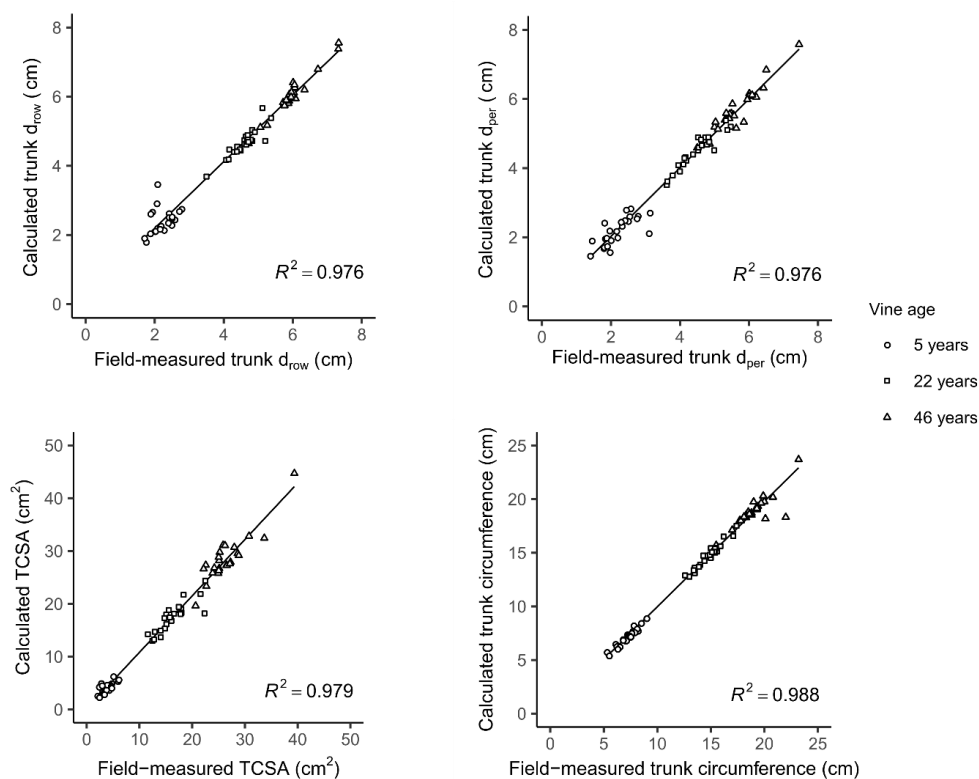 8
6
4
2
0
Calculated trunk d_row (cm)
R² = 0.976
0 2 4 6 8
Field-measured trunk d_row (cm)
8
6
4
2
0
Calculated trunk d_per (cm)
R² = 0.976
0 2 4 6 8
Field-measured trunk d_per (cm)
Vine age
5 years
22 years
46 years
50
40
30
20
10
0
Calculated TCSA (cm²)
R² = 0.979
0 10 20 30 40 50
Field-measured TCSA (cm²)
25
20
15
10
5
0
Calculated trunk circumference (cm)
R² = 0.988
0 5 10 15 20 25
Field-measured trunk circumference (cm)